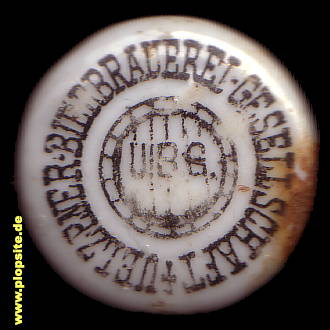 UELZENER-BIERBRAUEREI-GESELLSCHAFT
U.B.G.
www.plopsite.de